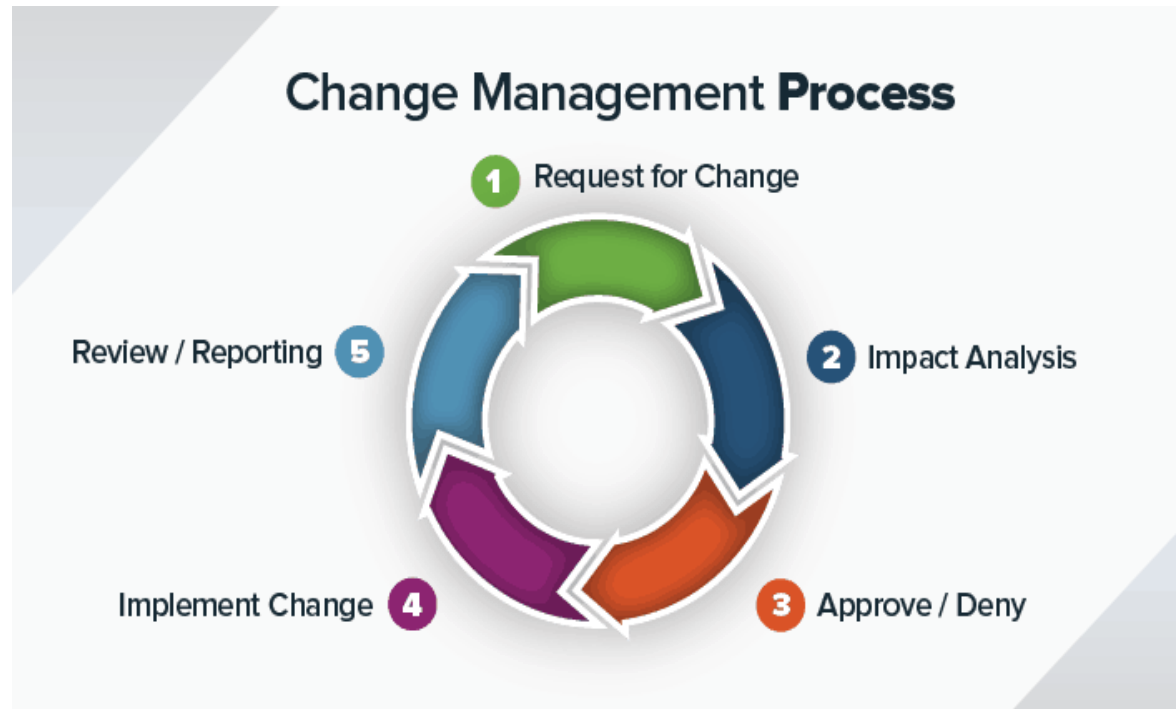 Change Management Process
1 Request for Change
2 Impact Analysis
3 Approve / Deny
Implement Change 4
Review / Reporting 5